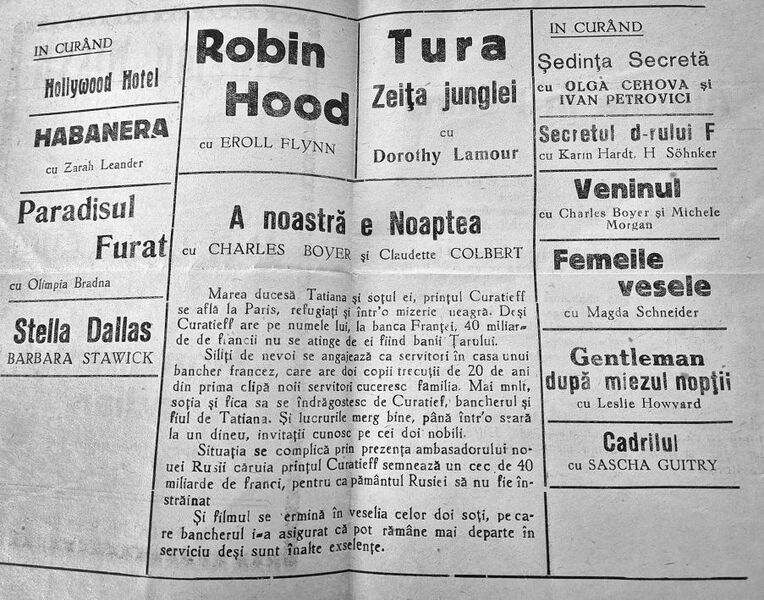 IN CURÂND
Hollywood Hotel
HABANERA
cu Zarah Leander
Paradisul
Furat
cu Olimpia Bradna
Stella Dallas
BARBARA STAWICK
Robin
Hood
cu EROLL FLYNN
Tura
Zeița junglei
cu
Dorothy Lamour
A noastră e Noaptea
cu CHARLES BOYER și Claudette COLBERT
Marea ducesă Tatiana și soțul ei, prințul Curatieff
se află la Paris, refugiați și într'o mizerie neagră. Deși
Curatieff are pe numele lui, la banca Franței, 40 miliar-
de de franci nu se atinge de ei fiind banii Țarului.
Siliți de nevoi se angajează ca servitori în casa unui
bancher francez, care are doi copii trecuții de 20 de ani
din prima clipă noii servitori cuceresc familia. Mai mnlt,
soția și fica sa se îndrăgostesc de Curatief, bancherul și
fiul de Tatiana. Și lucrurile merg bine, până într'o seară
la un dineu, invitații cunosc pe cei doi nobili.
Situația se complică prin prezența ambasadorului no-
uei Rusii căruia prințul Curatieff semnează un cec de 40
miliarde de franci, pentru ca pământul Rusiei să nu fie în-
străinat
Și filmul se ermină în veselia celor doi soți, pe ca-
re bancherul i-a asigurat că pot rămâne mai departe în
serviciu deși sunt înalte exselențe.
IN CURÂND
Ședința Secretă
cu OLGA CEHOVA și
IVAN PETROVICI
Secretul d-rului F
cu Karin Hardt, H Söhnker
Veninul
cu Charles Boyer și Michele
Morgan
Femeile
vesele
cu Magda Schneider
Gentleman
după miezul nopții
cu Leslie Howvard
Cadrilul
cu SASCHA GUITRY